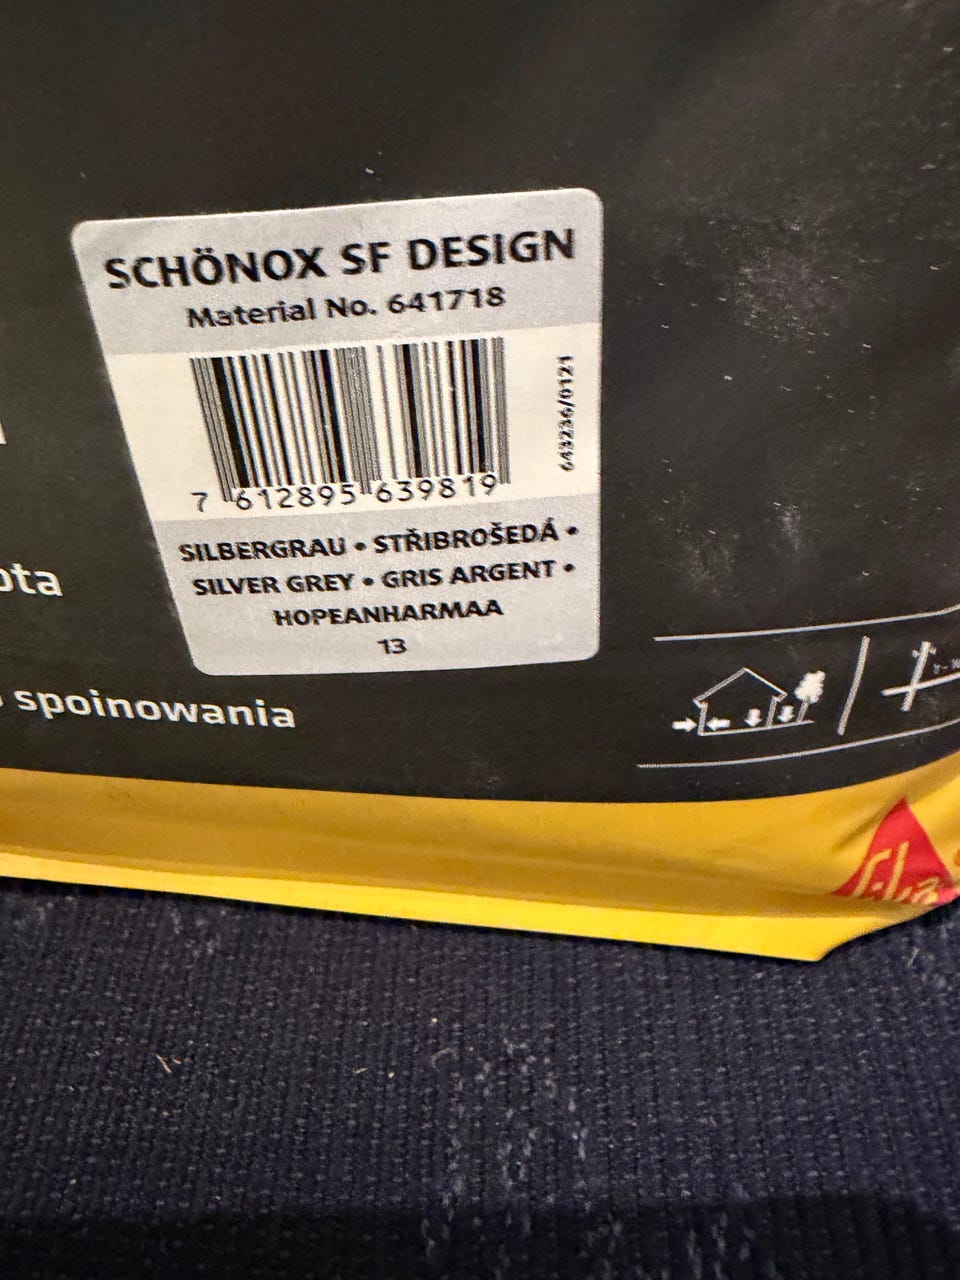 SCHÖNOX SF DESIGN
Material No. 641718
643236/0121
7 612895 639819
SILBERGRAU • STŘIBROŠEDÁ •
SILVER GREY • GRIS ARGENT •
HOPEANHARMAA
13
ota
spoinowania
Sika